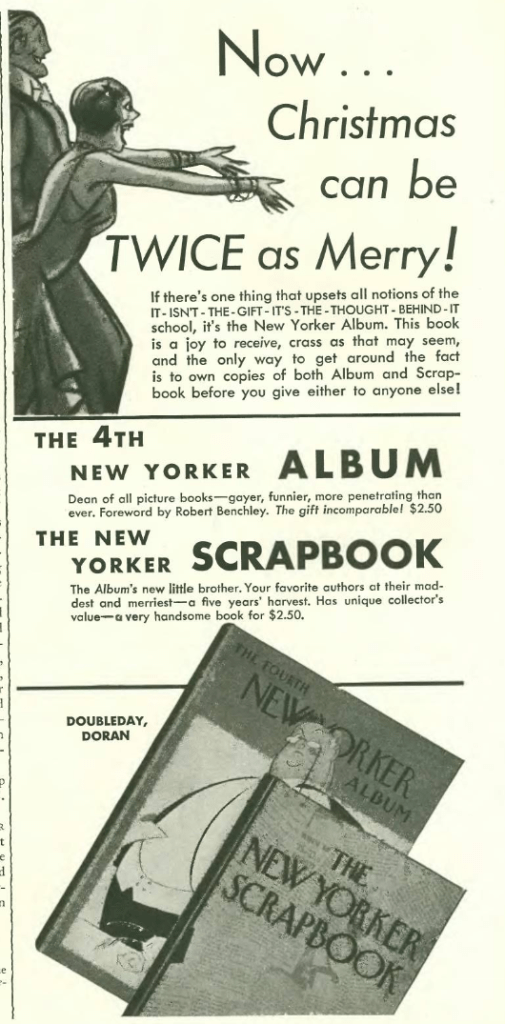 Now...
Christmas
can be
TWICE as Merry!
If there's one thing that upsets all notions of the
IT-ISN'T-THE-GIFT-IT'S-THE-THOUGHT-BEHIND-IT
school, it's the New Yorker Album. This book
is a joy to receive, crass as that may seem,
and the only way to get around the fact
is to own copies of both Album and Scrap-
book before you give either to anyone else!
THE 4TH
NEW YORKER ALBUM
Dean of all picture books—gayer, funnier, more penetrating than
ever. Foreword by Robert Benchley. The gift incomparable! $2.50
THE NEW
YORKER SCRAPBOOK
The Album's new little brother. Your favorite authors at their mad-
dest and merriest—a five years' harvest. Has unique collector's
value—a very handsome book for $2.50.
DOUBLEDAY,
DORAN
THE FOURTH
NEW YORKER
ALBUM
THE
NEW YORKER
SCRAPBOOK